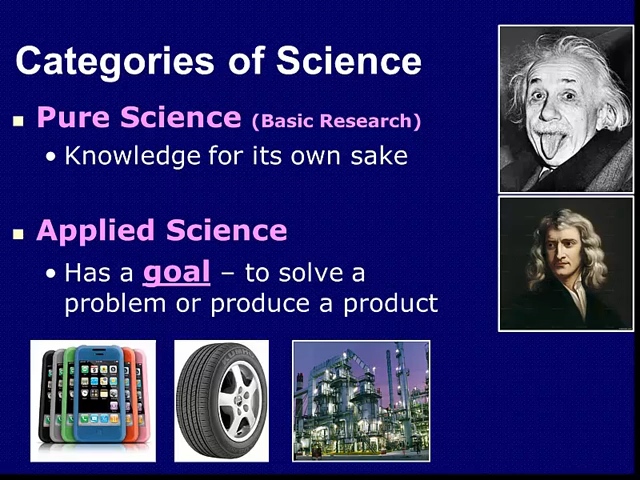 Categories of Science
Pure Science (Basic Research)
• Knowledge for its own sake
Applied Science
• Has a goal – to solve a
problem or produce a product